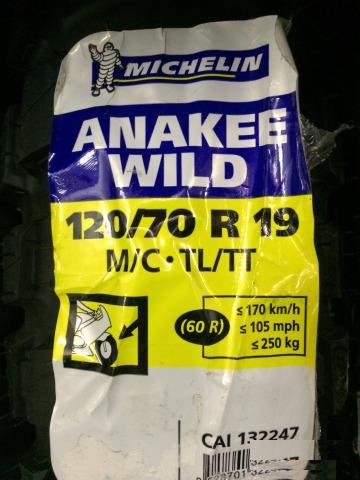 MICHELIN
ANAKEE
WILD
120/70 R 19
M/C · TL/TT
(60 R)
≤ 170 km/h
≤ 105 mph
≤ 250 kg
CAI 132247